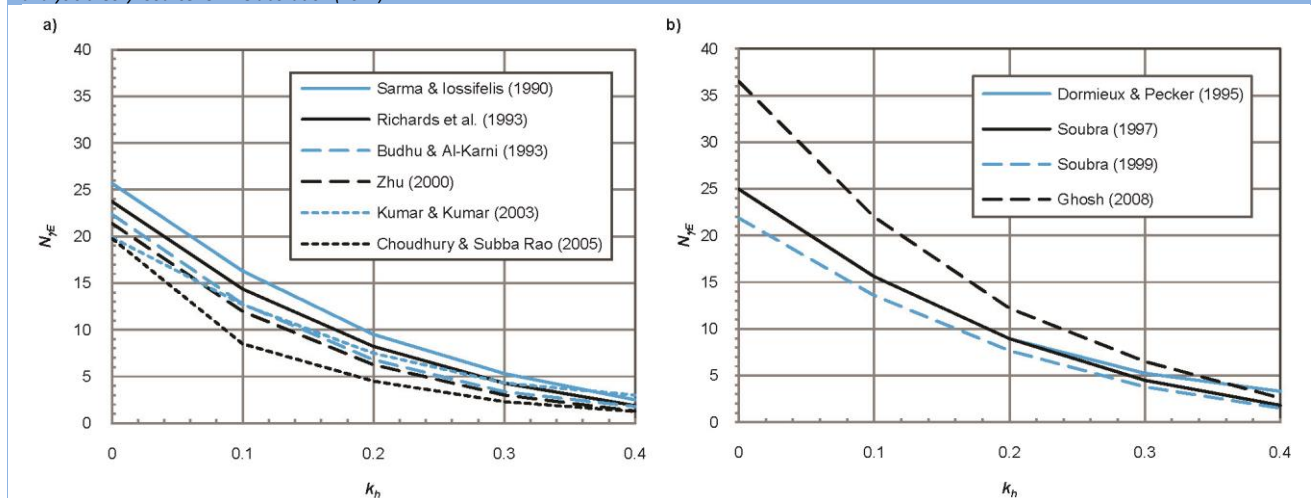 a)
40
35
30
25
20
15
10
5
0
NγE
Sarma & Iossifelis (1990)
Richards et al. (1993)
Budhu & Al-Karni (1993)
Zhu (2000)
Kumar & Kumar (2003)
Choudhury & Subba Rao (2005)
0 0.1 0.2 0.3 0.4
kh
b)
40
35
30
25
20
15
10
5
0
NγE
Dormieux & Pecker (1995)
Soubra (1997)
Soubra (1999)
Ghosh (2008)
0 0.1 0.2 0.3 0.4
kh